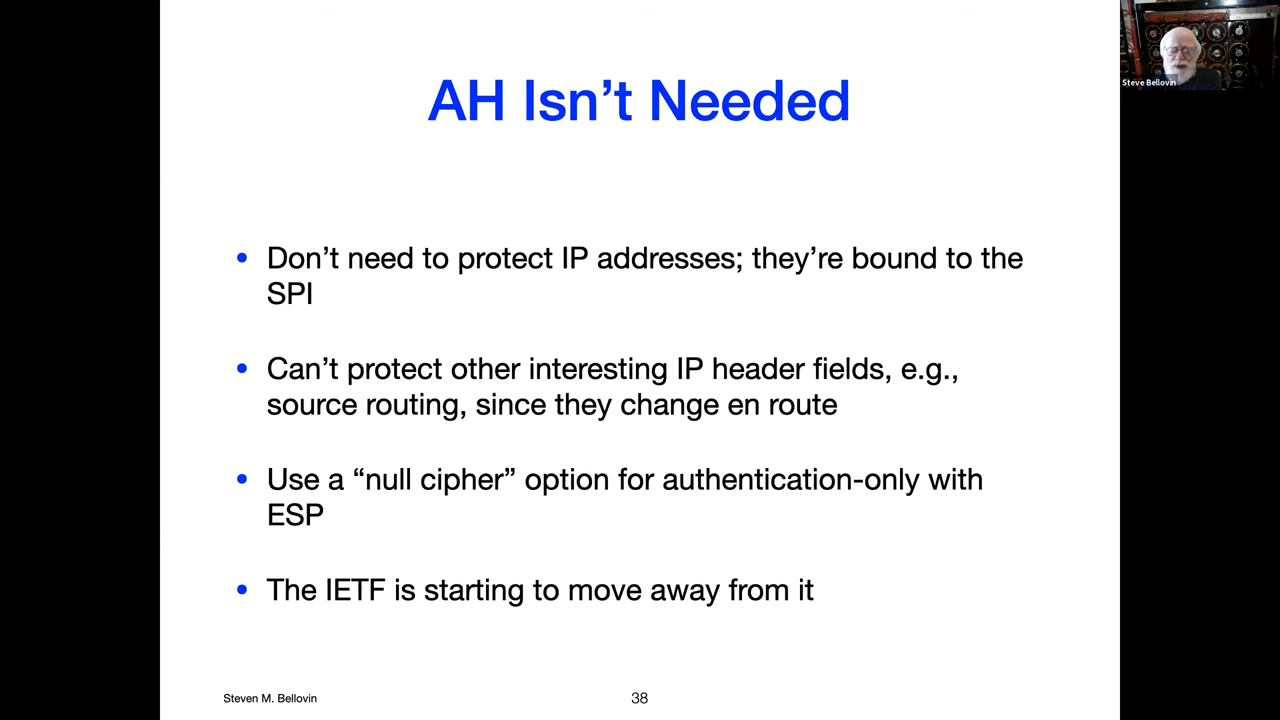 AH Isn’t Needed
Steve Bellovin
• Don’t need to protect IP addresses; they’re bound to the
SPI
• Can’t protect other interesting IP header fields, e.g.,
source routing, since they change en route
• Use a “null cipher” option for authentication-only with
ESP
• The IETF is starting to move away from it
Steven M. Bellovin
38